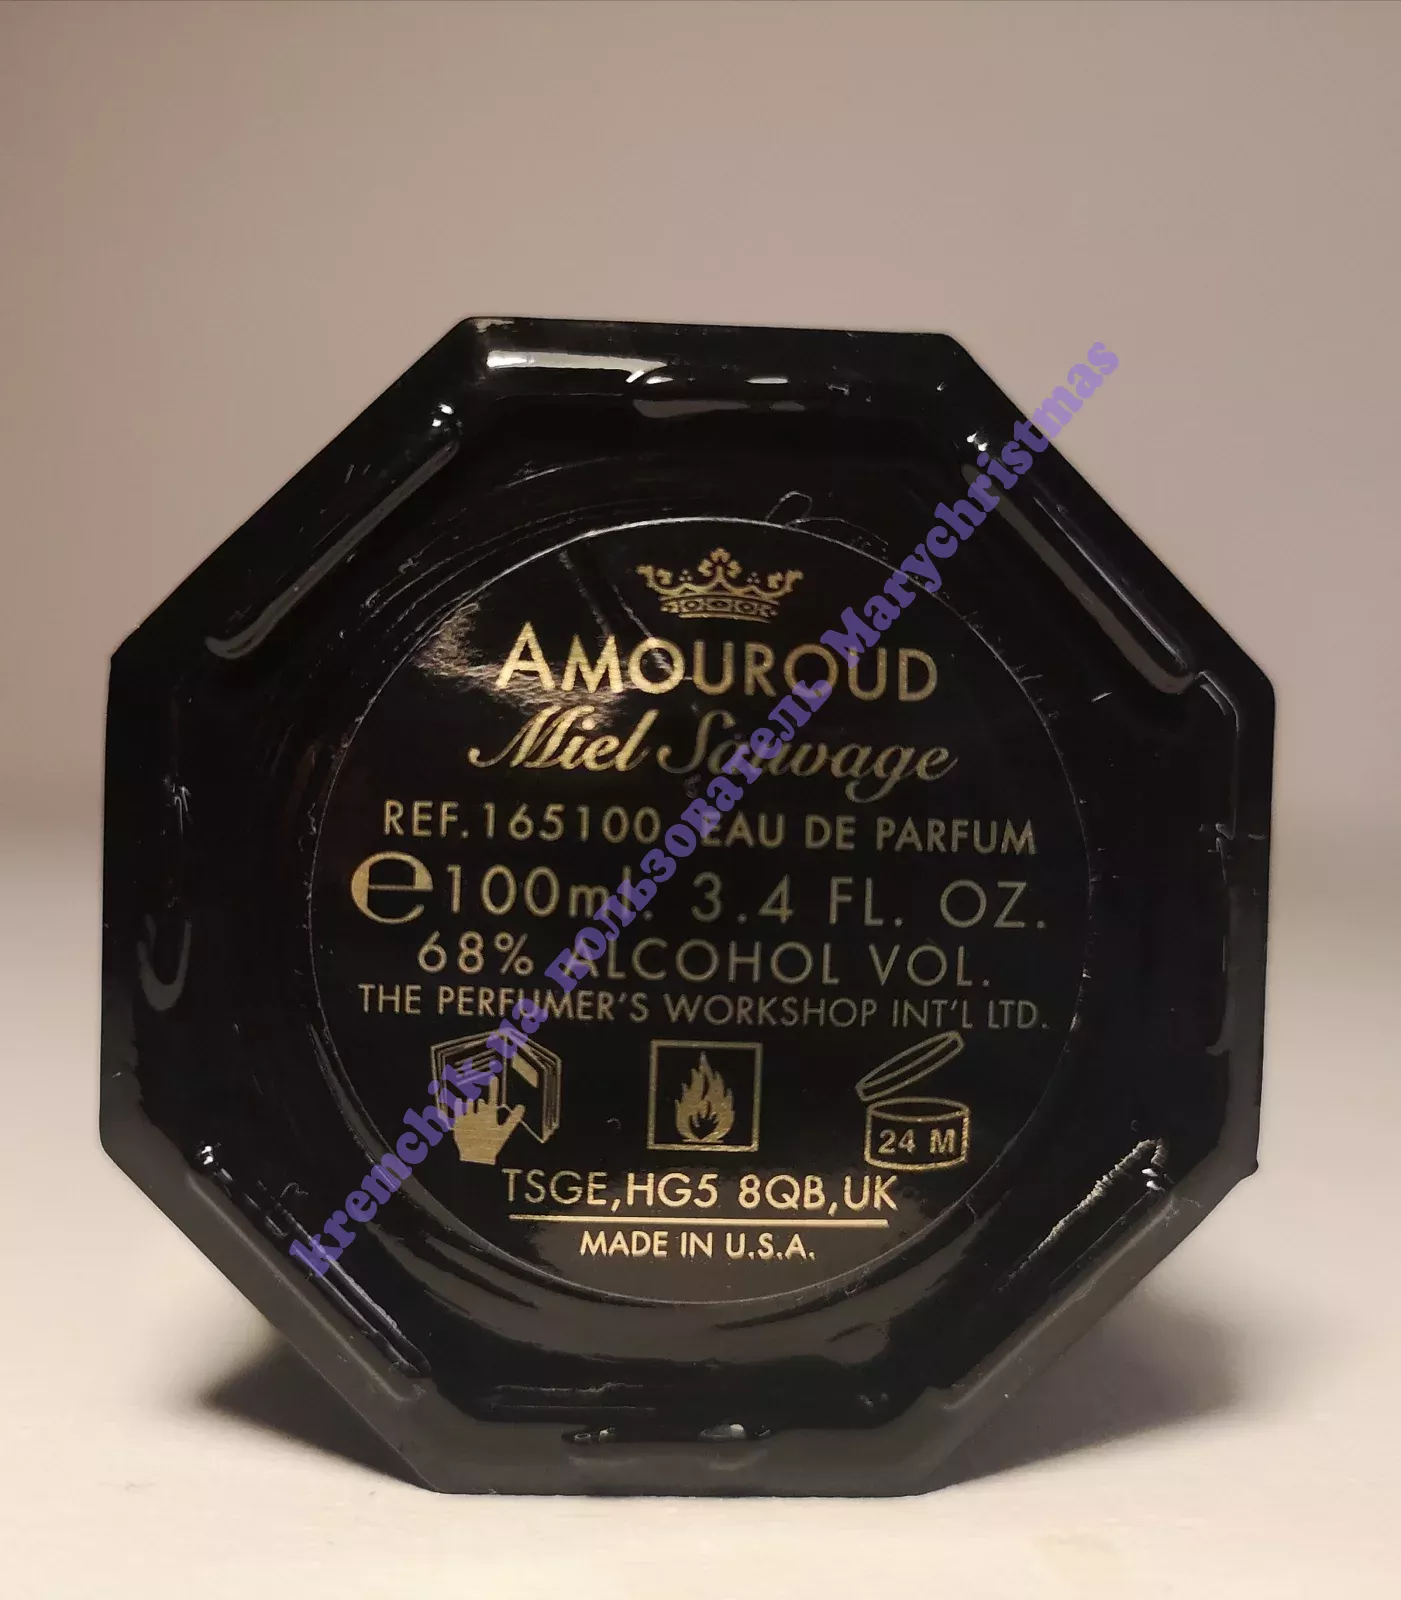 AMOUROUD
Miel Sauvage
REF.165100 EAU DE PARFUM
e100ml. 3.4 FL. OZ.
68% ALCOHOL VOL.
THE PERFUMER'S WORKSHOP INT'L LTD.
24 M
TSGE,HG5 8QB,UK
MADE IN U.S.A.
kremchik.ua пользователь Marychristmas